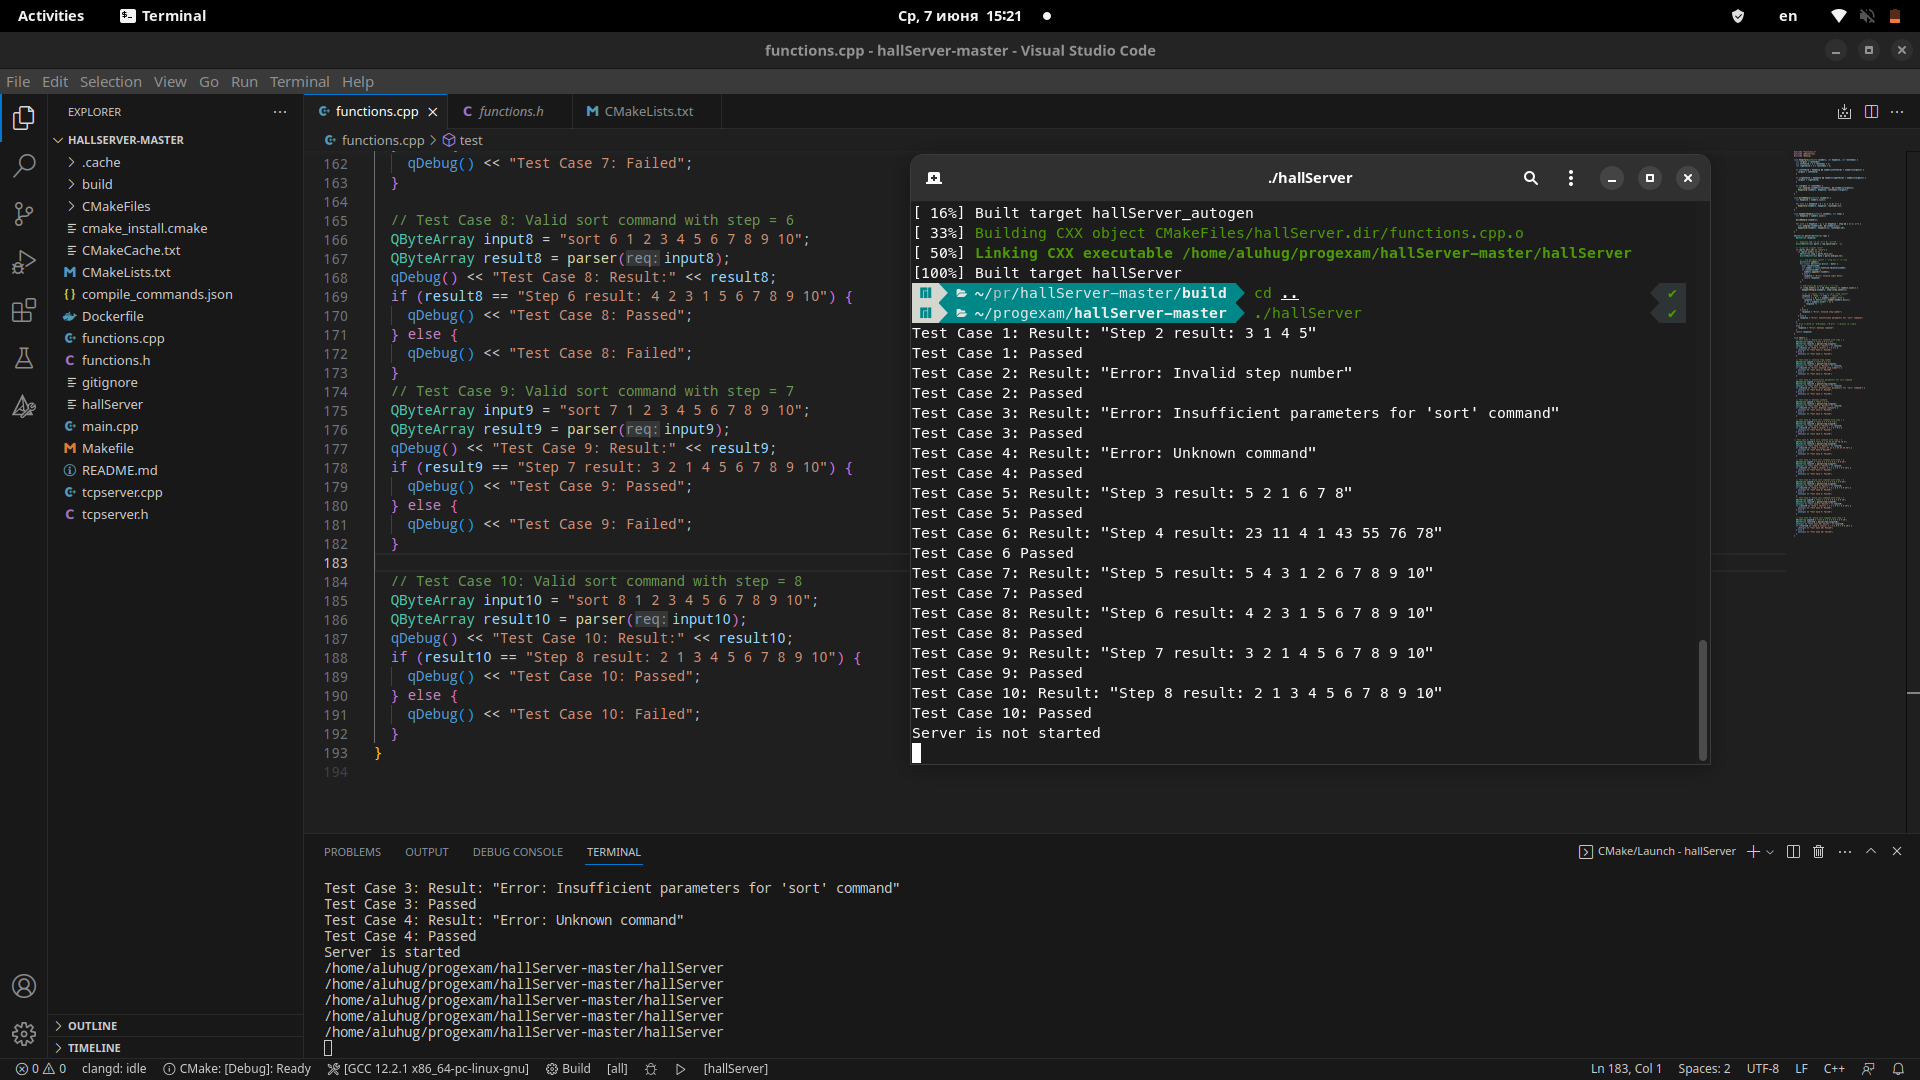 Activities Terminal Ср, 7 июня 15:21 en
functions.cpp - hallServer-master - Visual Studio Code
File Edit Selection View Go Run Terminal Help
EXPLORER
HALLSERVER-MASTER
.cache
build
CMakeFiles
cmake_install.cmake
CMakeCache.txt
CMakeLists.txt
compile_commands.json
Dockerfile
functions.cpp
functions.h
gitignore
hallServer
main.cpp
Makefile
README.md
tcpserver.cpp
tcpserver.h
OUTLINE
TIMELINE
functions.cpp functions.h CMakeLists.txt
functions.cpp > test
162 qDebug() << "Test Case 7: Failed";
163 }
164
165 // Test Case 8: Valid sort command with step = 6
166 QByteArray input8 = "sort 6 1 2 3 4 5 6 7 8 9 10";
167 QByteArray result8 = parser(req: input8);
168 qDebug() << "Test Case 8: Result:" << result8;
169 if (result8 == "Step 6 result: 4 2 3 1 5 6 7 8 9 10") {
170 qDebug() << "Test Case 8: Passed";
171 } else {
172 qDebug() << "Test Case 8: Failed";
173 }
174 // Test Case 9: Valid sort command with step = 7
175 QByteArray input9 = "sort 7 1 2 3 4 5 6 7 8 9 10";
176 QByteArray result9 = parser(req: input9);
177 qDebug() << "Test Case 9: Result:" << result9;
178 if (result9 == "Step 7 result: 3 2 1 4 5 6 7 8 9 10") {
179 qDebug() << "Test Case 9: Passed";
180 } else {
181 qDebug() << "Test Case 9: Failed";
182 }
183
184 // Test Case 10: Valid sort command with step = 8
185 QByteArray input10 = "sort 8 1 2 3 4 5 6 7 8 9 10";
186 QByteArray result10 = parser(req: input10);
187 qDebug() << "Test Case 10: Result:" << result10;
188 if (result10 == "Step 8 result: 2 1 3 4 5 6 7 8 9 10") {
189 qDebug() << "Test Case 10: Passed";
190 } else {
191 qDebug() << "Test Case 10: Failed";
192 }
193 }
194
./hallServer
[ 16%] Built target hallServer_autogen
[ 33%] Building CXX object CMakeFiles/hallServer.dir/functions.cpp.o
[ 50%] Linking CXX executable /home/aluhug/progexam/hallServer-master/hallServer
[100%] Built target hallServer
~/pr/hallServer-master/build cd .. ✔
~/progexam/hallServer-master ./hallServer ✔
Test Case 1: Result: "Step 2 result: 3 1 4 5"
Test Case 1: Passed
Test Case 2: Result: "Error: Invalid step number"
Test Case 2: Passed
Test Case 3: Result: "Error: Insufficient parameters for 'sort' command"
Test Case 3: Passed
Test Case 4: Result: "Error: Unknown command"
Test Case 4: Passed
Test Case 5: Result: "Step 3 result: 5 2 1 6 7 8"
Test Case 5: Passed
Test Case 6: Result: "Step 4 result: 23 11 4 1 43 55 76 78"
Test Case 6 Passed
Test Case 7: Result: "Step 5 result: 5 4 3 1 2 6 7 8 9 10"
Test Case 7: Passed
Test Case 8: Result: "Step 6 result: 4 2 3 1 5 6 7 8 9 10"
Test Case 8: Passed
Test Case 9: Result: "Step 7 result: 3 2 1 4 5 6 7 8 9 10"
Test Case 9: Passed
Test Case 10: Result: "Step 8 result: 2 1 3 4 5 6 7 8 9 10"
Test Case 10: Passed
Server is not started
PROBLEMS OUTPUT DEBUG CONSOLE TERMINAL CMake/Launch - hallServer
Test Case 3: Result: "Error: Insufficient parameters for 'sort' command"
Test Case 3: Passed
Test Case 4: Result: "Error: Unknown command"
Test Case 4: Passed
Server is started
/home/aluhug/progexam/hallServer-master/hallServer
/home/aluhug/progexam/hallServer-master/hallServer
/home/aluhug/progexam/hallServer-master/hallServer
/home/aluhug/progexam/hallServer-master/hallServer
/home/aluhug/progexam/hallServer-master/hallServer
0 0 clangd: idle CMake: [Debug]: Ready [GCC 12.2.1 x86_64-pc-linux-gnu] Build [all] [hallServer] Ln 183, Col 1 Spaces: 2 UTF-8 LF C++